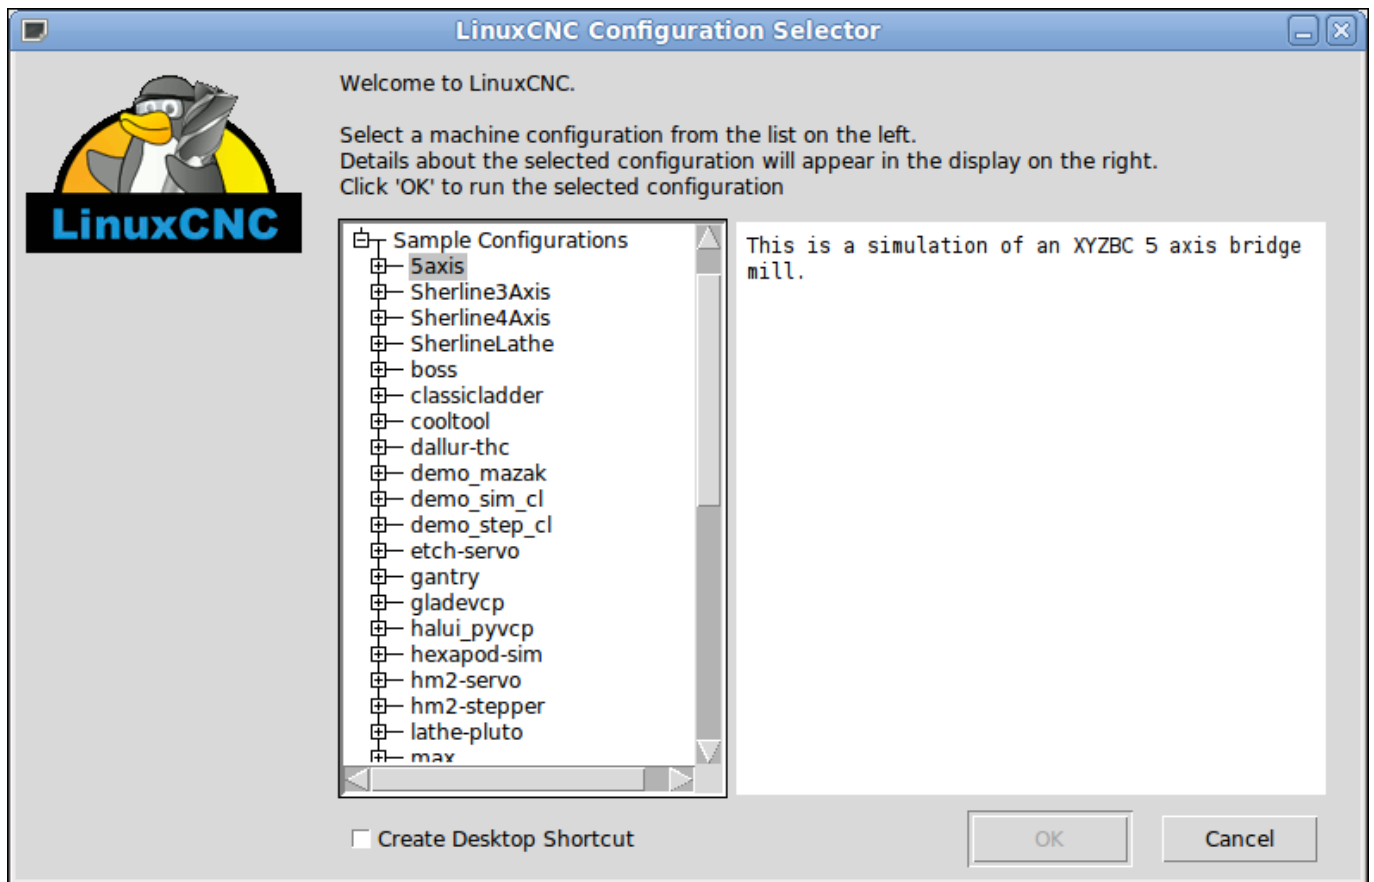 LinuxCNC Configuration Selector
LinuxCNC
Welcome to LinuxCNC.
Select a machine configuration from the list on the left.
Details about the selected configuration will appear in the display on the right.
Click 'OK' to run the selected configuration
Sample Configurations
5axis
Sherline3Axis
Sherline4Axis
SherlineLathe
boss
classicladder
cooltool
dallur-thc
demo_mazak
demo_sim_cl
demo_step_cl
etch-servo
gantry
gladevcp
halui_pyvcp
hexapod-sim
hm2-servo
hm2-stepper
lathe-pluto
max
This is a simulation of an XYZBC 5 axis bridge
mill.
Create Desktop Shortcut
OK
Cancel